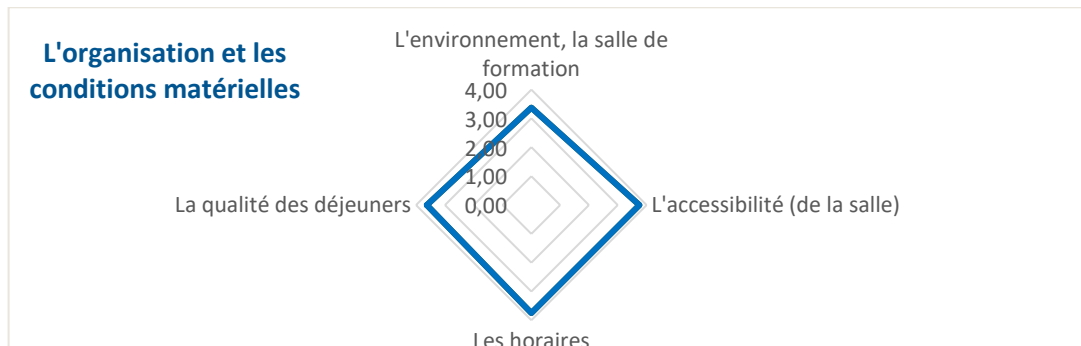 L'organisation et les
conditions matérielles
L'environnement, la salle de
formation
4,00
3,00
2,00
1,00
0,00
La qualité des déjeuners
L'accessibilité (de la salle)
Les horaires